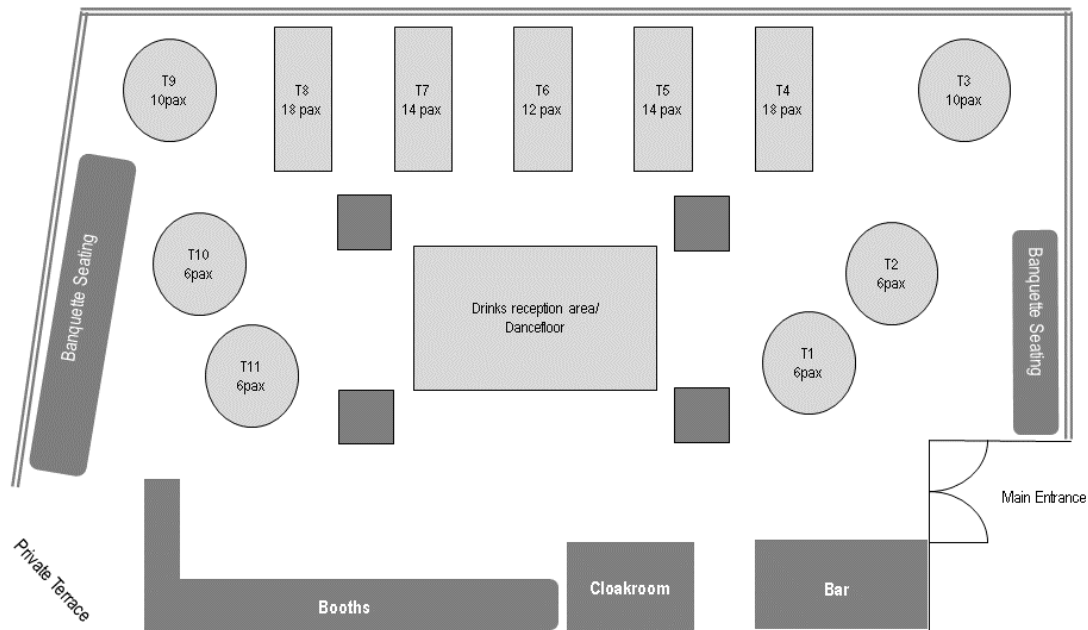 T9
10pax
T8
18 pax
T7
14 pax
T6
12 pax
T5
14 pax
T4
18 pax
T3
10pax
Banquette Seating
T10
6pax
T11
6pax
Drinks reception area/
Dancefloor
T2
6pax
T1
6pax
Banquette Seating
Main Entrance
Private Terrace
Booths
Cloakroom
Bar